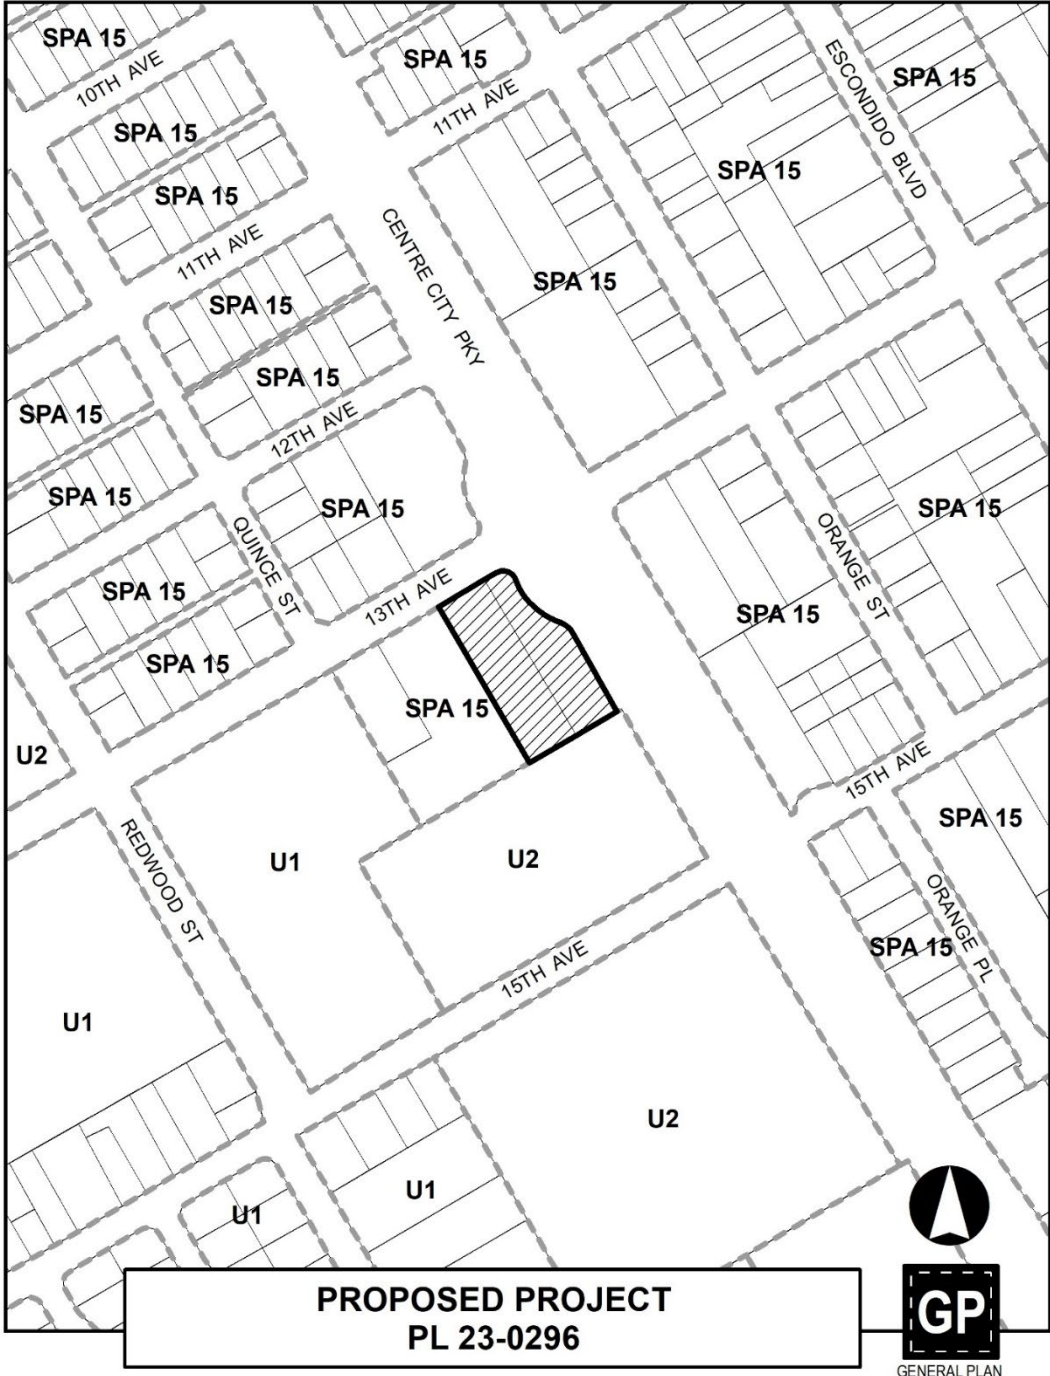 SPA 15
10TH AVE
SPA 15
11TH AVE
ESCONDIDO BLVD
SPA 15
SPA 15
SPA 15
SPA 15
11TH AVE
CENTRE CITY PKY
SPA 15
SPA 15
SPA 15
SPA 15
12TH AVE
SPA 15
SPA 15
QUINCE ST
SPA 15
ORANGE ST
SPA 15
SPA 15
13TH AVE
SPA 15
SPA 15
SPA 15
U2
15TH AVE
REDWOOD ST
U1
U2
SPA 15
ORANGE PL
SPA 15
15TH AVE
U1
U2
U1
U1
PROPOSED PROJECT
PL 23-0296
GP
GENERAL PLAN